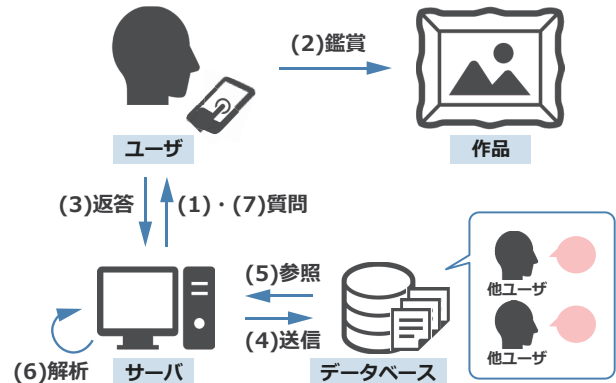 (2)鑑賞
ユーザ
作品
(3)返答
(1)・(7)質問
(5)参照
(4)送信
他ユーザ
他ユーザ
(6)解析
サーバ
データベース